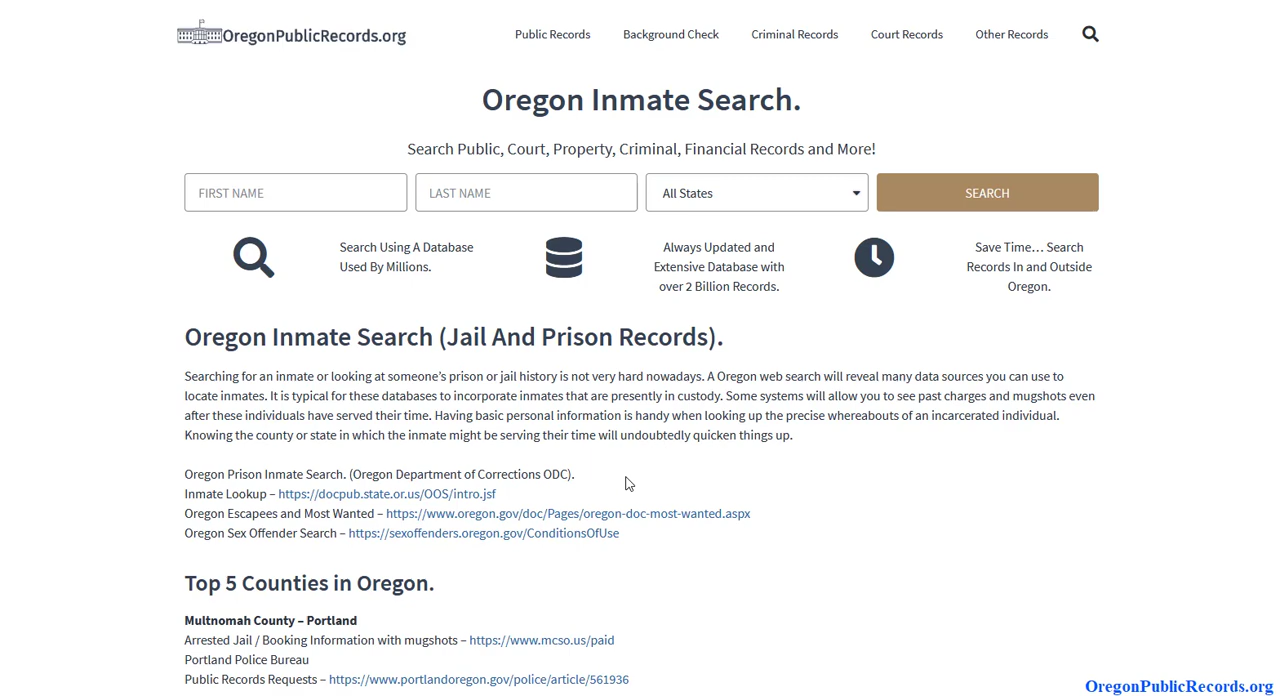 OregonPublicRecords.org
Public Records
Background Check
Criminal Records
Court Records
Other Records
Oregon Inmate Search.
Search Public, Court, Property, Criminal, Financial Records and More!
FIRST NAME
LAST NAME
All States
SEARCH
Search Using A Database
Used By Millions.
Always Updated and
Extensive Database with
over 2 Billion Records.
Save Time… Search
Records In and Outside
Oregon.
Oregon Inmate Search (Jail And Prison Records).
Searching for an inmate or looking at someone's prison or jail history is not very hard nowadays. A Oregon web search will reveal many data sources you can use to
locate inmates. It is typical for these databases to incorporate inmates that are presently in custody. Some systems will allow you to see past charges and mugshots even
after these individuals have served their time. Having basic personal information is handy when looking up the precise whereabouts of an incarcerated individual.
Knowing the county or state in which the inmate might be serving their time will undoubtedly quicken things up.
Oregon Prison Inmate Search. (Oregon Department of Corrections ODC).
Inmate Lookup – https://docpub.state.or.us/OOS/intro.jsf
Oregon Escapees and Most Wanted – https://www.oregon.gov/doc/Pages/oregon-doc-most-wanted.aspx
Oregon Sex Offender Search – https://sexoffenders.oregon.gov/ConditionsOfUse
Top 5 Counties in Oregon.
Multnomah County – Portland
Arrested Jail / Booking Information with mugshots – https://www.mcso.us/paid
Portland Police Bureau
Public Records Requests – https://www.portlandoregon.gov/police/article/561936
OregonPublicRecords.org